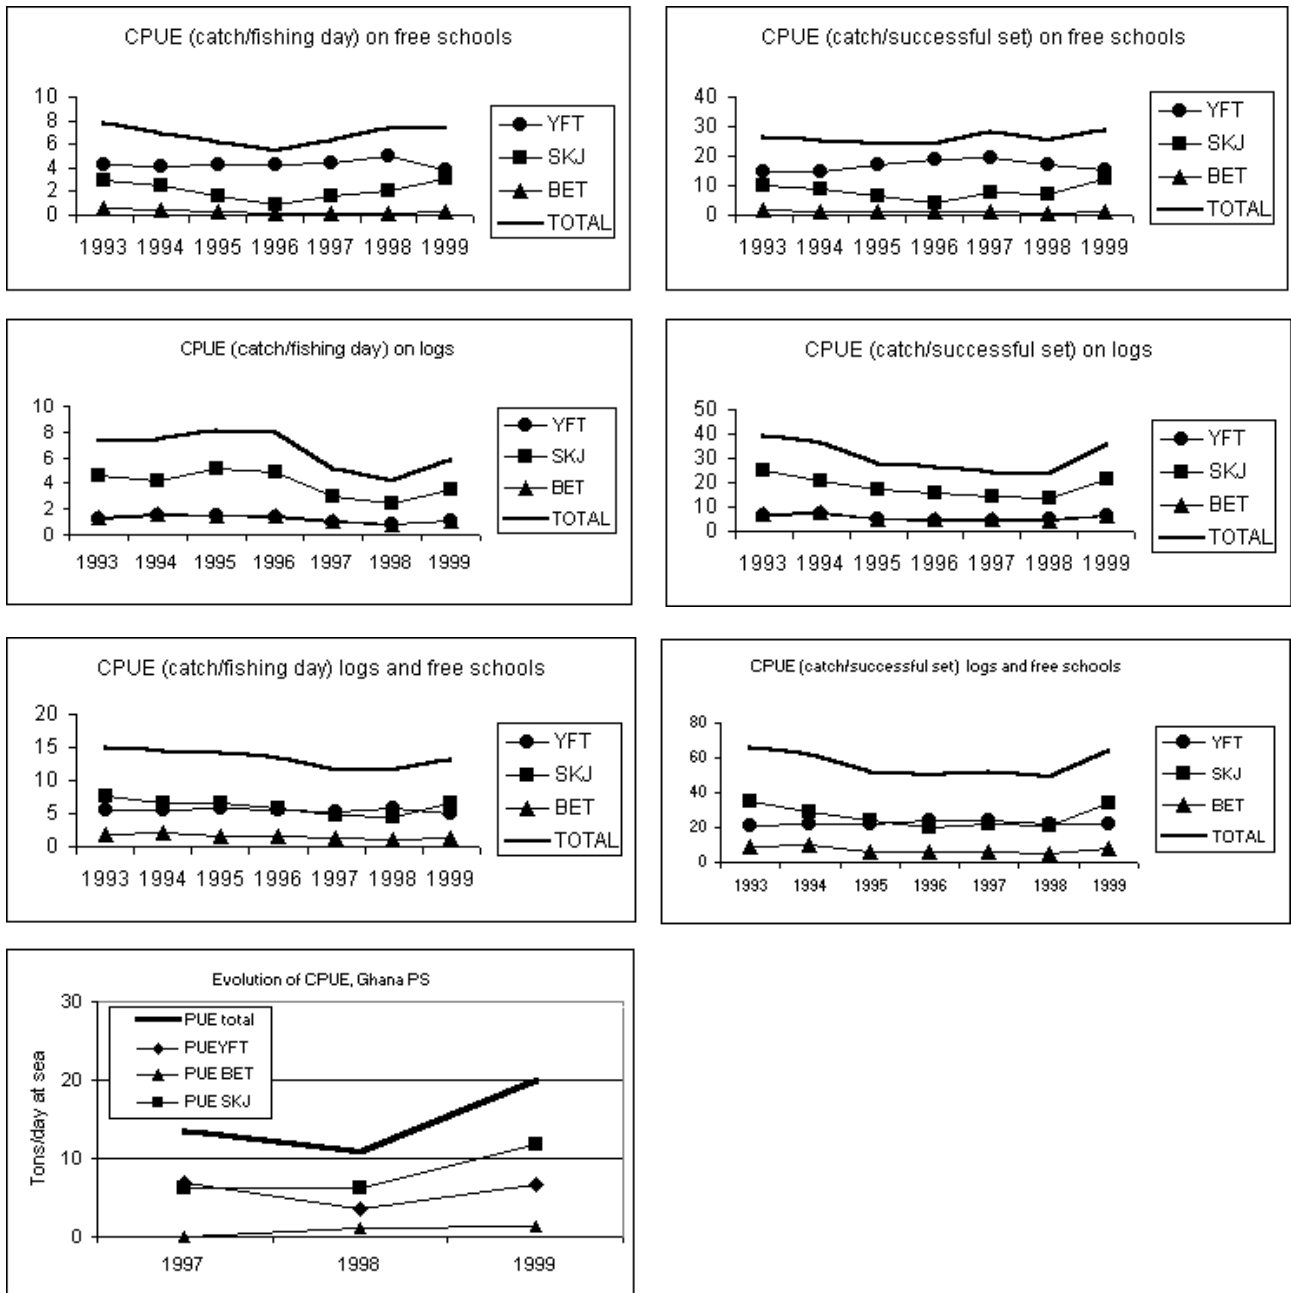 CPUE (catch/fishing day) on free schools
10
8
6
4
2
0
1993 1994 1995 1996 1997 1998 1999
YFT
SKJ
BET
TOTAL
CPUE (catch/successful set) on free schools
40
30
20
10
0
1993 1994 1995 1996 1997 1998 1999
YFT
SKJ
BET
TOTAL
CPUE (catch/fishing day) on logs
10
8
6
4
2
0
1993 1994 1995 1996 1997 1998 1999
YFT
SKJ
BET
TOTAL
CPUE (catch/successful set) on logs
50
40
30
20
10
0
1993 1994 1995 1996 1997 1998 1999
YFT
SKJ
BET
TOTAL
CPUE (catch/fishing day) logs and free schools
20
15
10
5
0
1993 1994 1995 1996 1997 1998 1999
YFT
SKJ
BET
TOTAL
CPUE (catch/successful set) logs and free schools
80
60
40
20
0
1993 1994 1995 1996 1997 1998 1999
YFT
SKJ
BET
TOTAL
Evolution of CPUE, Ghana PS
Tons/day at sea
30
20
10
0
1997 1998 1999
PUE total
PUEYFT
PUE BET
PUE SKJ